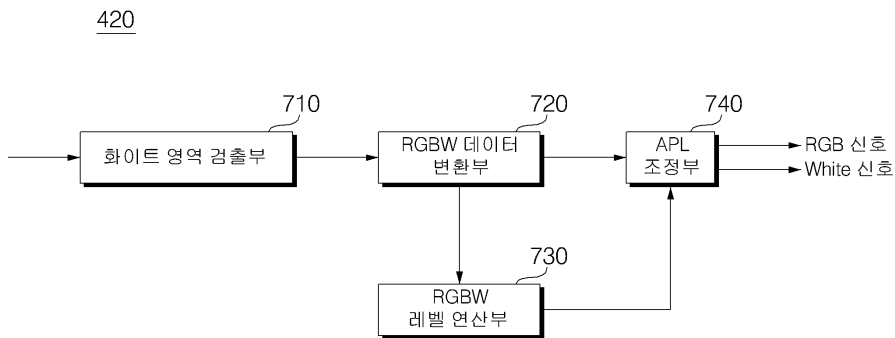 420
710
화이트 영역 검출부
720
RGBW 데이터
변환부
740
APL
조정부
RGB 신호
White 신호
730
RGBW
레벨 연산부